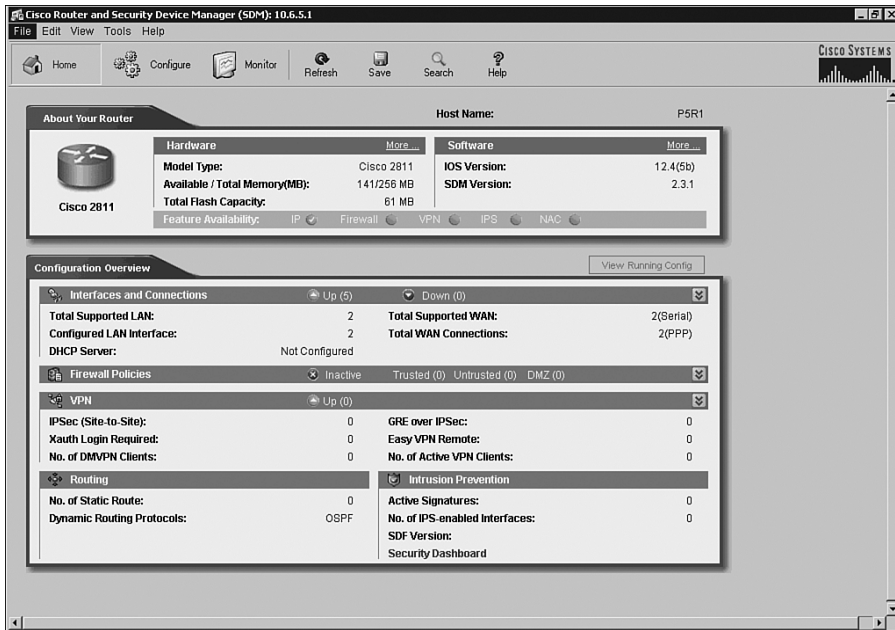 Cisco Router and Security Device Manager (SDM): 10.6.5.1
File Edit View Tools Help
Home Configure Monitor Refresh Save Search Help
CISCO SYSTEMS
About Your Router
Host Name: P5R1
Cisco 2811
Hardware More ...
Model Type: Cisco 2811
Available / Total Memory(MB): 141/256 MB
Total Flash Capacity: 61 MB
Software More ...
IOS Version: 12.4(5b)
SDM Version: 2.3.1
Feature Availability: IP Firewall VPN IPS NAC
Configuration Overview
View Running Config
Interfaces and Connections Up (5) Down (0)
Total Supported LAN: 2 Total Supported WAN: 2(Serial)
Configured LAN Interface: 2 Total WAN Connections: 2(PPP)
DHCP Server: Not Configured
Firewall Policies Inactive Trusted (0) Untrusted (0) DMZ (0)
VPN Up (0)
IPSec (Site-to-Site): 0 GRE over IPSec: 0
Xauth Login Required: 0 Easy VPN Remote: 0
No. of DMVPN Clients: 0 No. of Active VPN Clients: 0
Routing
No. of Static Route: 0
Dynamic Routing Protocols: OSPF
Intrusion Prevention
Active Signatures: 0
No. of IPS-enabled Interfaces: 0
SDF Version:
Security Dashboard